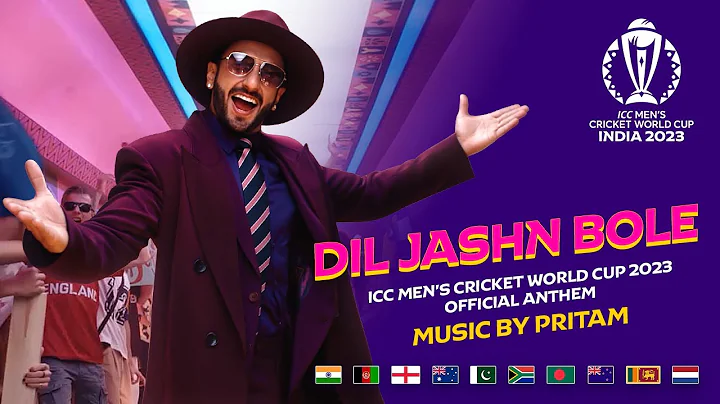 ICC MEN'S
CRICKET WORLD CUP
INDIA 2023
DIL JASHN BOLE
ICC MEN'S CRICKET WORLD CUP 2023
OFFICIAL ANTHEM
MUSIC BY PRITAM
ENGLAND